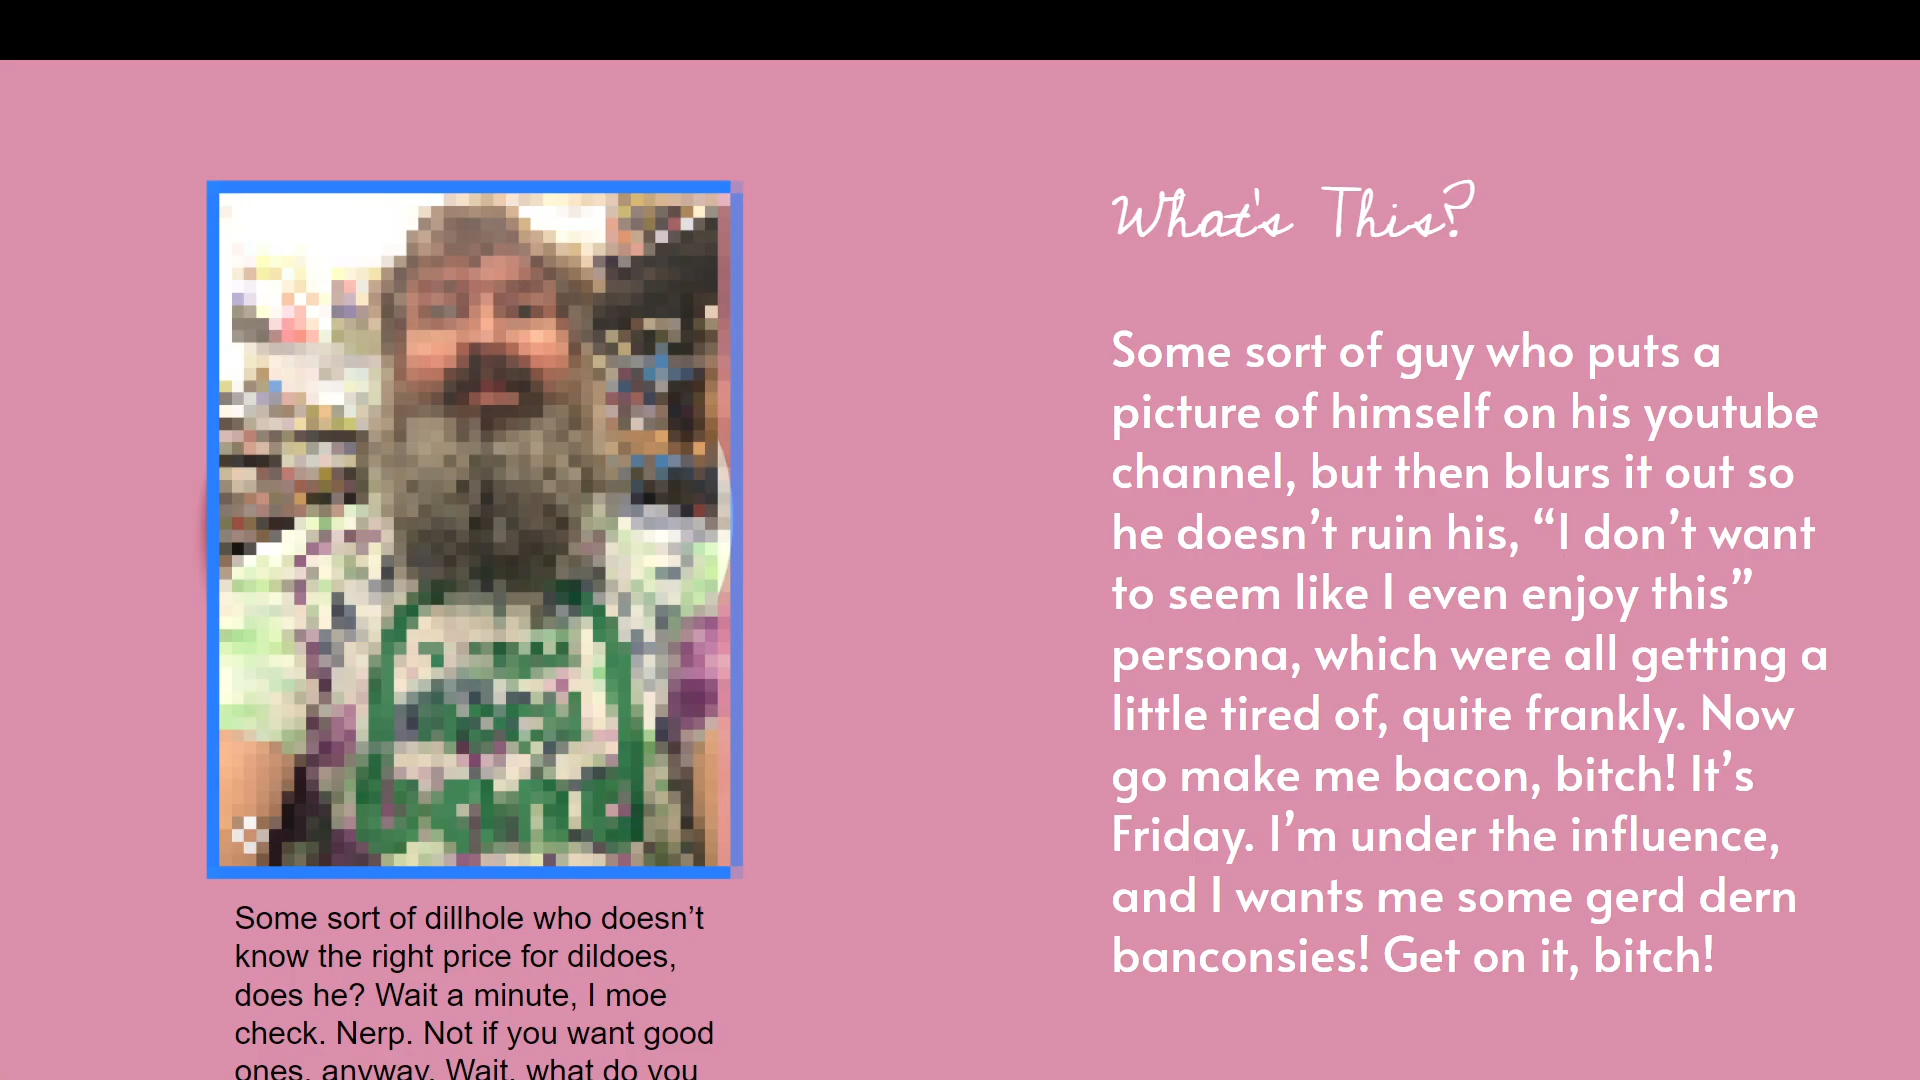 What's This?
Some sort of guy who puts a
picture of himself on his youtube
channel, but then blurs it out so
he doesn’t ruin his, “I don’t want
to seem like I even enjoy this”
persona, which were all getting a
little tired of, quite frankly. Now
go make me bacon, bitch! It’s
Friday. I’m under the influence,
and I wants me some gerd dern
banconsies! Get on it, bitch!
Some sort of dillhole who doesn’t
know the right price for dildoes,
does he? Wait a minute, I moe
check. Nerp. Not if you want good
ones, anyway. Wait, what do you